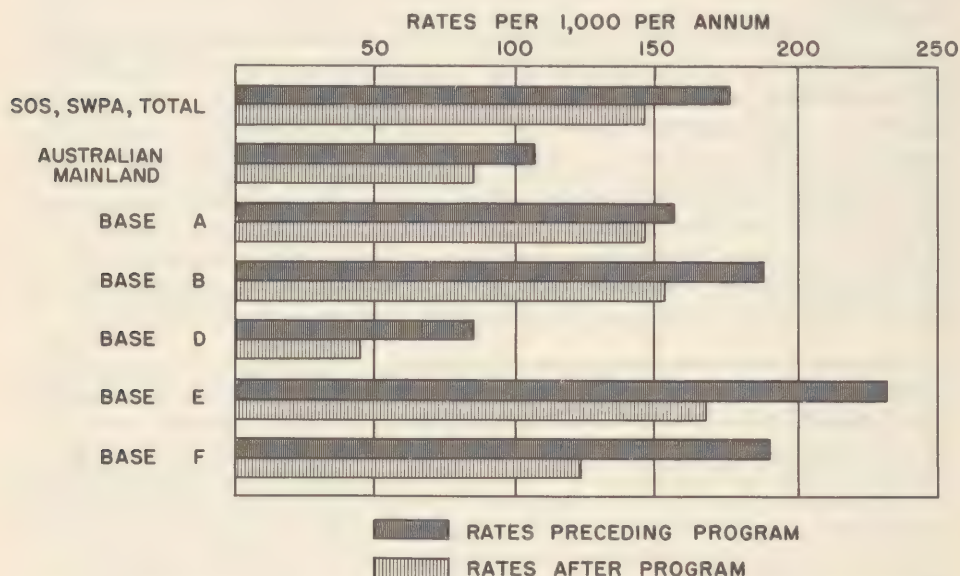 RATES PER 1,000 PER ANNUM
50 100 150 200 250
SOS, SWPA, TOTAL
AUSTRALIAN
MAINLAND
BASE A
BASE B
BASE D
BASE E
BASE F
RATES PRECEDING PROGRAM
RATES AFTER PROGRAM